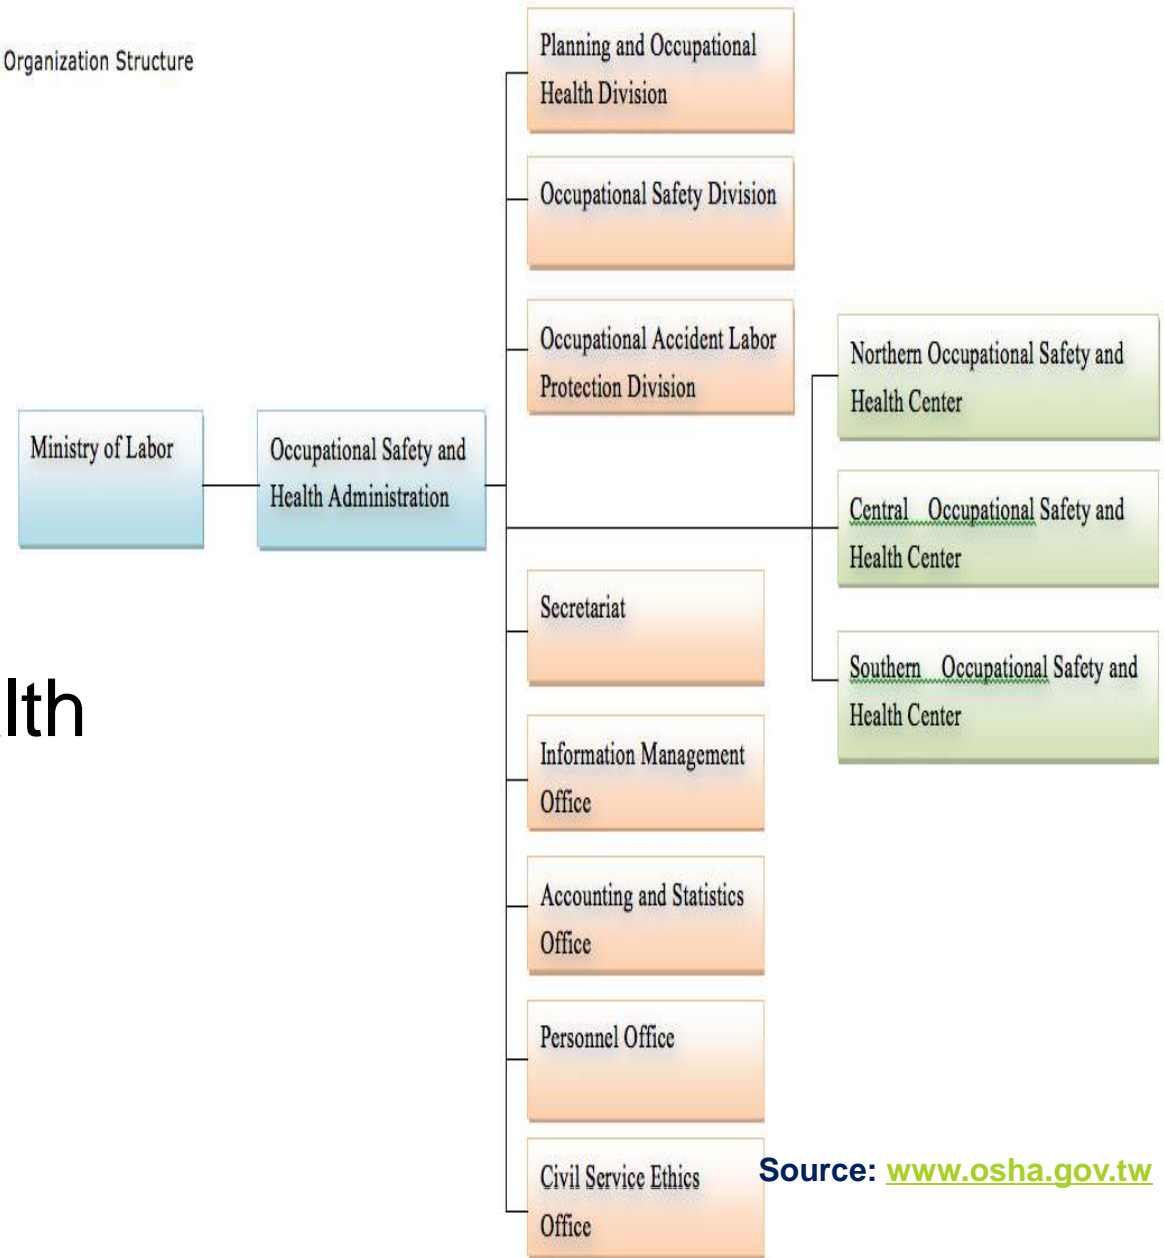 Organization Structure
Planning and Occupational
Health Division
Occupational Safety Division
Occupational Accident Labor
Protection Division
Ministry of Labor
Occupational Safety and
Health Administration
Northern Occupational Safety and
Health Center
Central Occupational Safety and
Health Center
Southern Occupational Safety and
Health Center
Secretariat
lth
Information Management
Office
Accounting and Statistics
Office
Personnel Office
Civil Service Ethics
Office
Source: www.osha.gov.tw